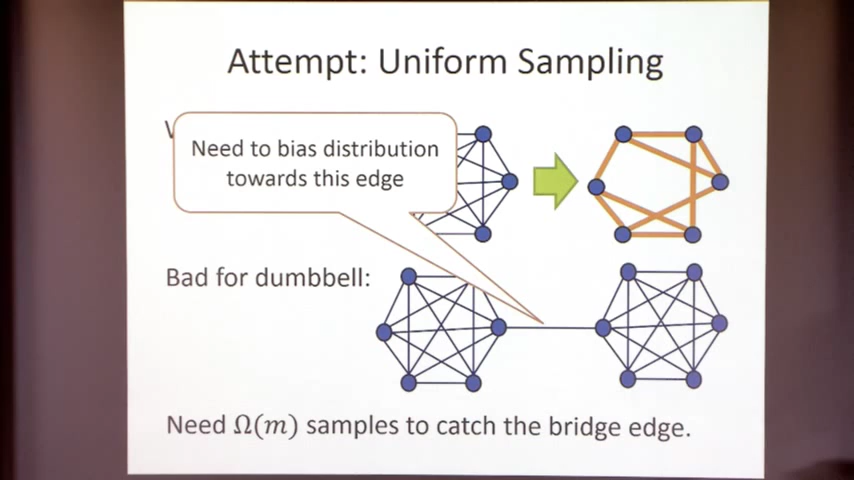 Attempt: Uniform Sampling
Need to bias distribution
towards this edge
Bad for dumbbell:
Need Ω(m) samples to catch the bridge edge.